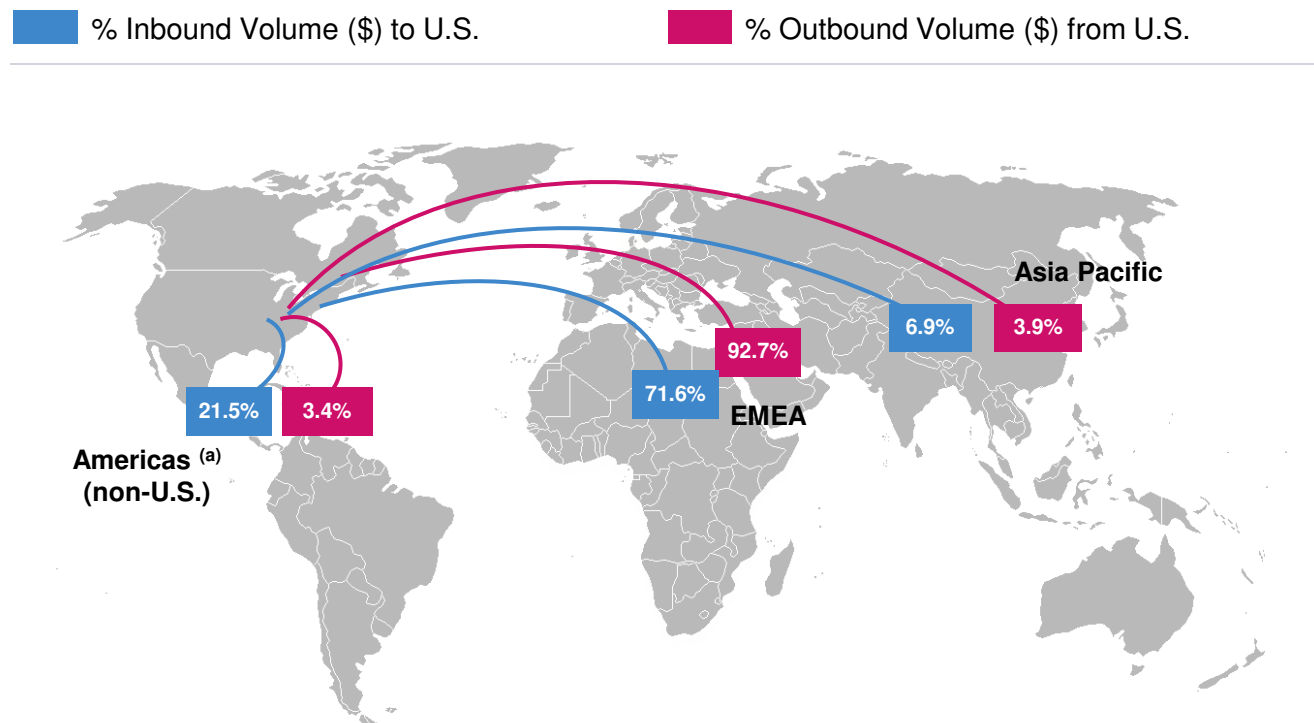 % Inbound Volume ($) to U.S.
% Outbound Volume ($) from U.S.
Asia Pacific
6.9%
3.9%
92.7%
71.6%
EMEA
21.5%
3.4%
Americas (a)
(non-U.S.)